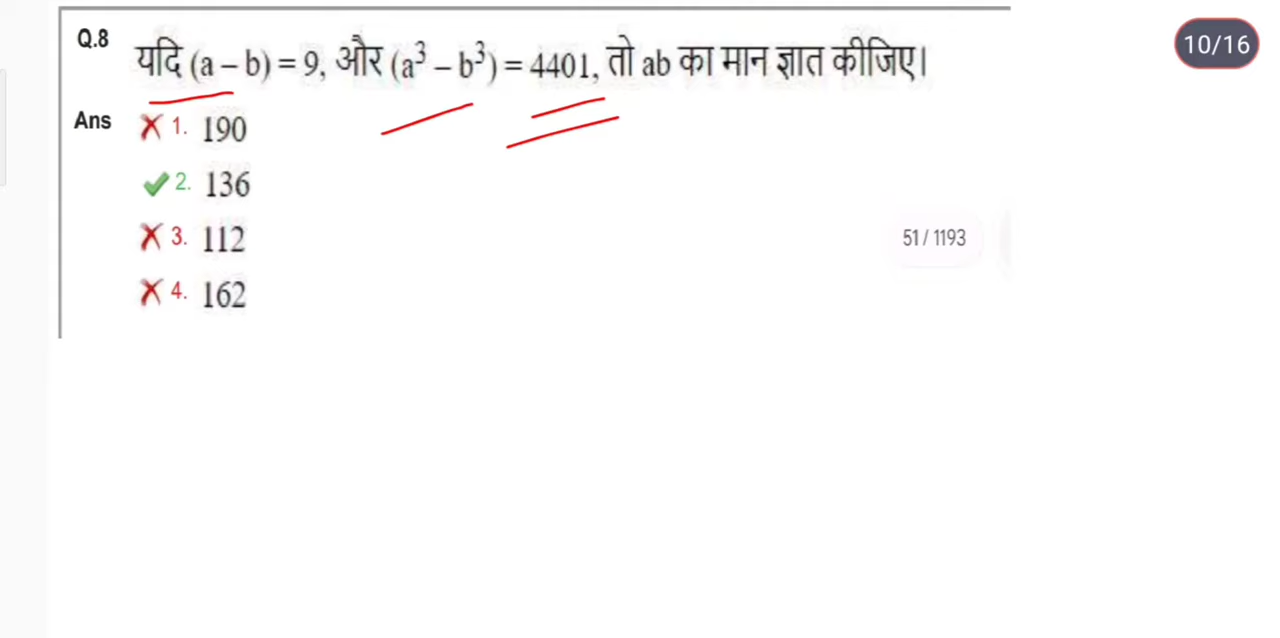 10/16
Q.8 यदि (a – b) = 9, और (a³ – b³) = 4401, तो ab का मान ज्ञात कीजिए।
Ans 1. 190
2. 136
3. 112
4. 162
51 / 1193